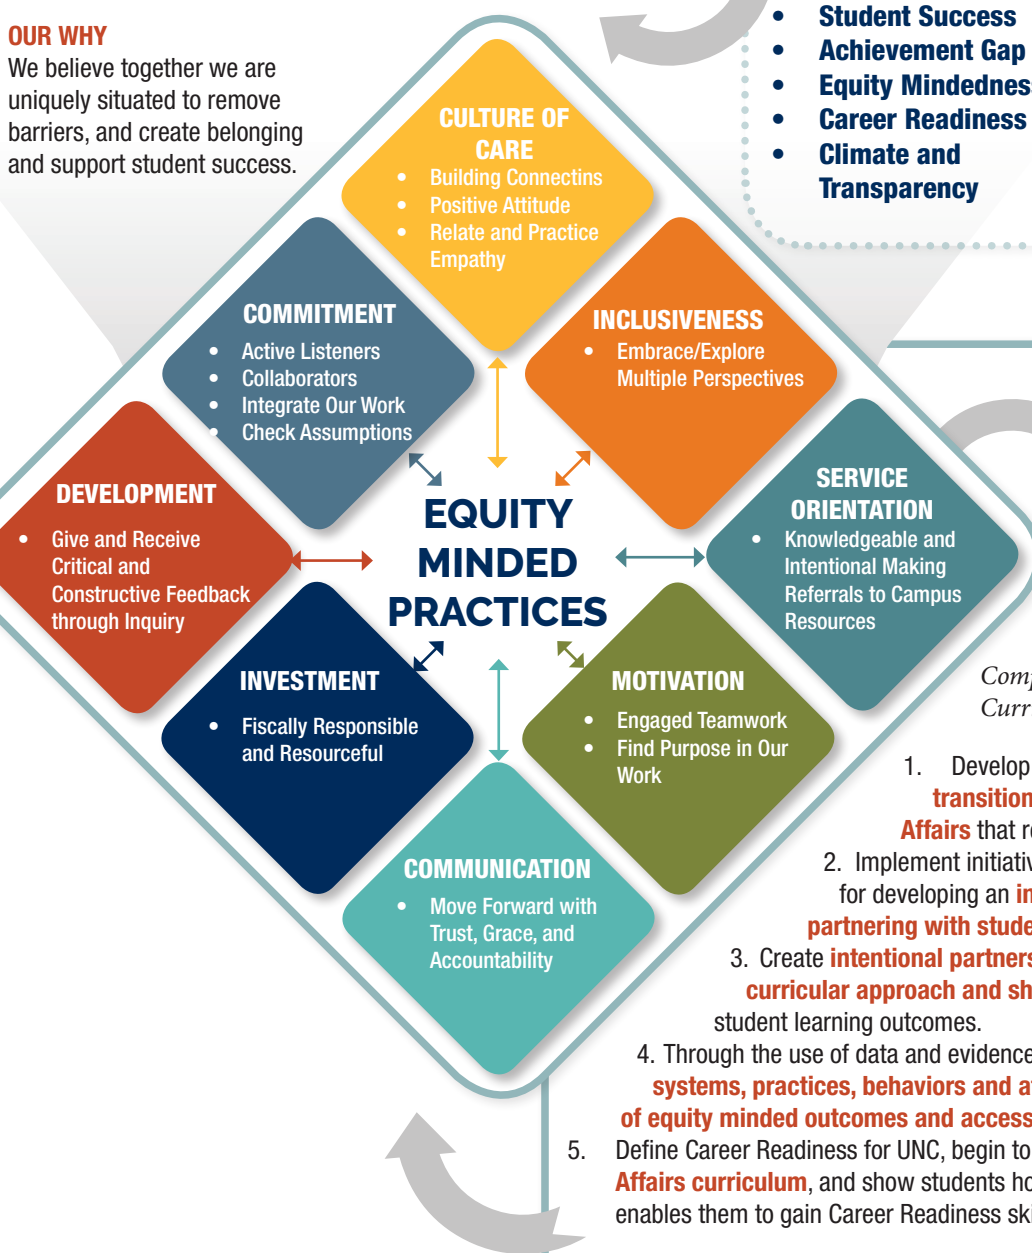 OUR WHY
We believe together we are
uniquely situated to remove
barriers, and create belonging
and support student success.
• Student Success
• Achievement Gap
• Equity Mindedness
• Career Readiness
• Climate and
Transparency
CULTURE OF
CARE
• Building Connectins
• Positive Attitude
• Relate and Practice
Empathy
COMMITMENT
• Active Listeners
• Collaborators
• Integrate Our Work
• Check Assumptions
INCLUSIVENESS
• Embrace/Explore
Multiple Perspectives
DEVELOPMENT
• Give and Receive
Critical and
Constructive Feedback
through Inquiry
EQUITY
MINDED
PRACTICES
SERVICE
ORIENTATION
• Knowledgeable and
Intentional Making
Referrals to Campus
Resources
INVESTMENT
• Fiscally Responsible
and Resourceful
MOTIVATION
• Engaged Teamwork
• Find Purpose in Our
Work
COMMUNICATION
• Move Forward with
Trust, Grace, and
Accountability
1. Develop
transition
Affairs that
2. Implement
for developing an
partnering with
3. Create intentional
curricular approach and
student learning outcomes.
4. Through the use of data and evidence
systems, practices, behaviors and
of equity minded outcomes and access
5. Define Career Readiness for UNC, begin to
Affairs curriculum, and show students
enables them to gain Career Readiness